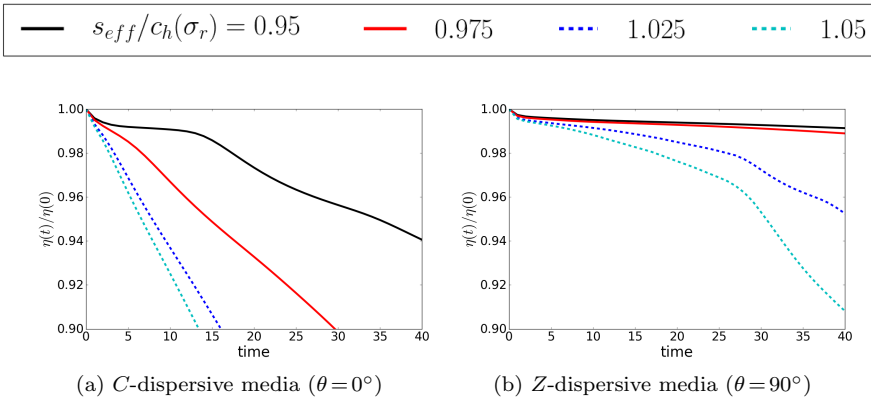 s_{eff}/c_h(σ_r) = 0.95 0.975 1.025 1.05
1.00
0.98
0.96
0.94
0.92
0.90
η(t)/η(0)
0 5 10 15 20 25 30 35 40
time
(a) C-dispersive media (θ=0°)
1.00
0.98
0.96
0.94
0.92
0.90
η(t)/η(0)
0 5 10 15 20 25 30 35 40
time
(b) Z-dispersive media (θ=90°)